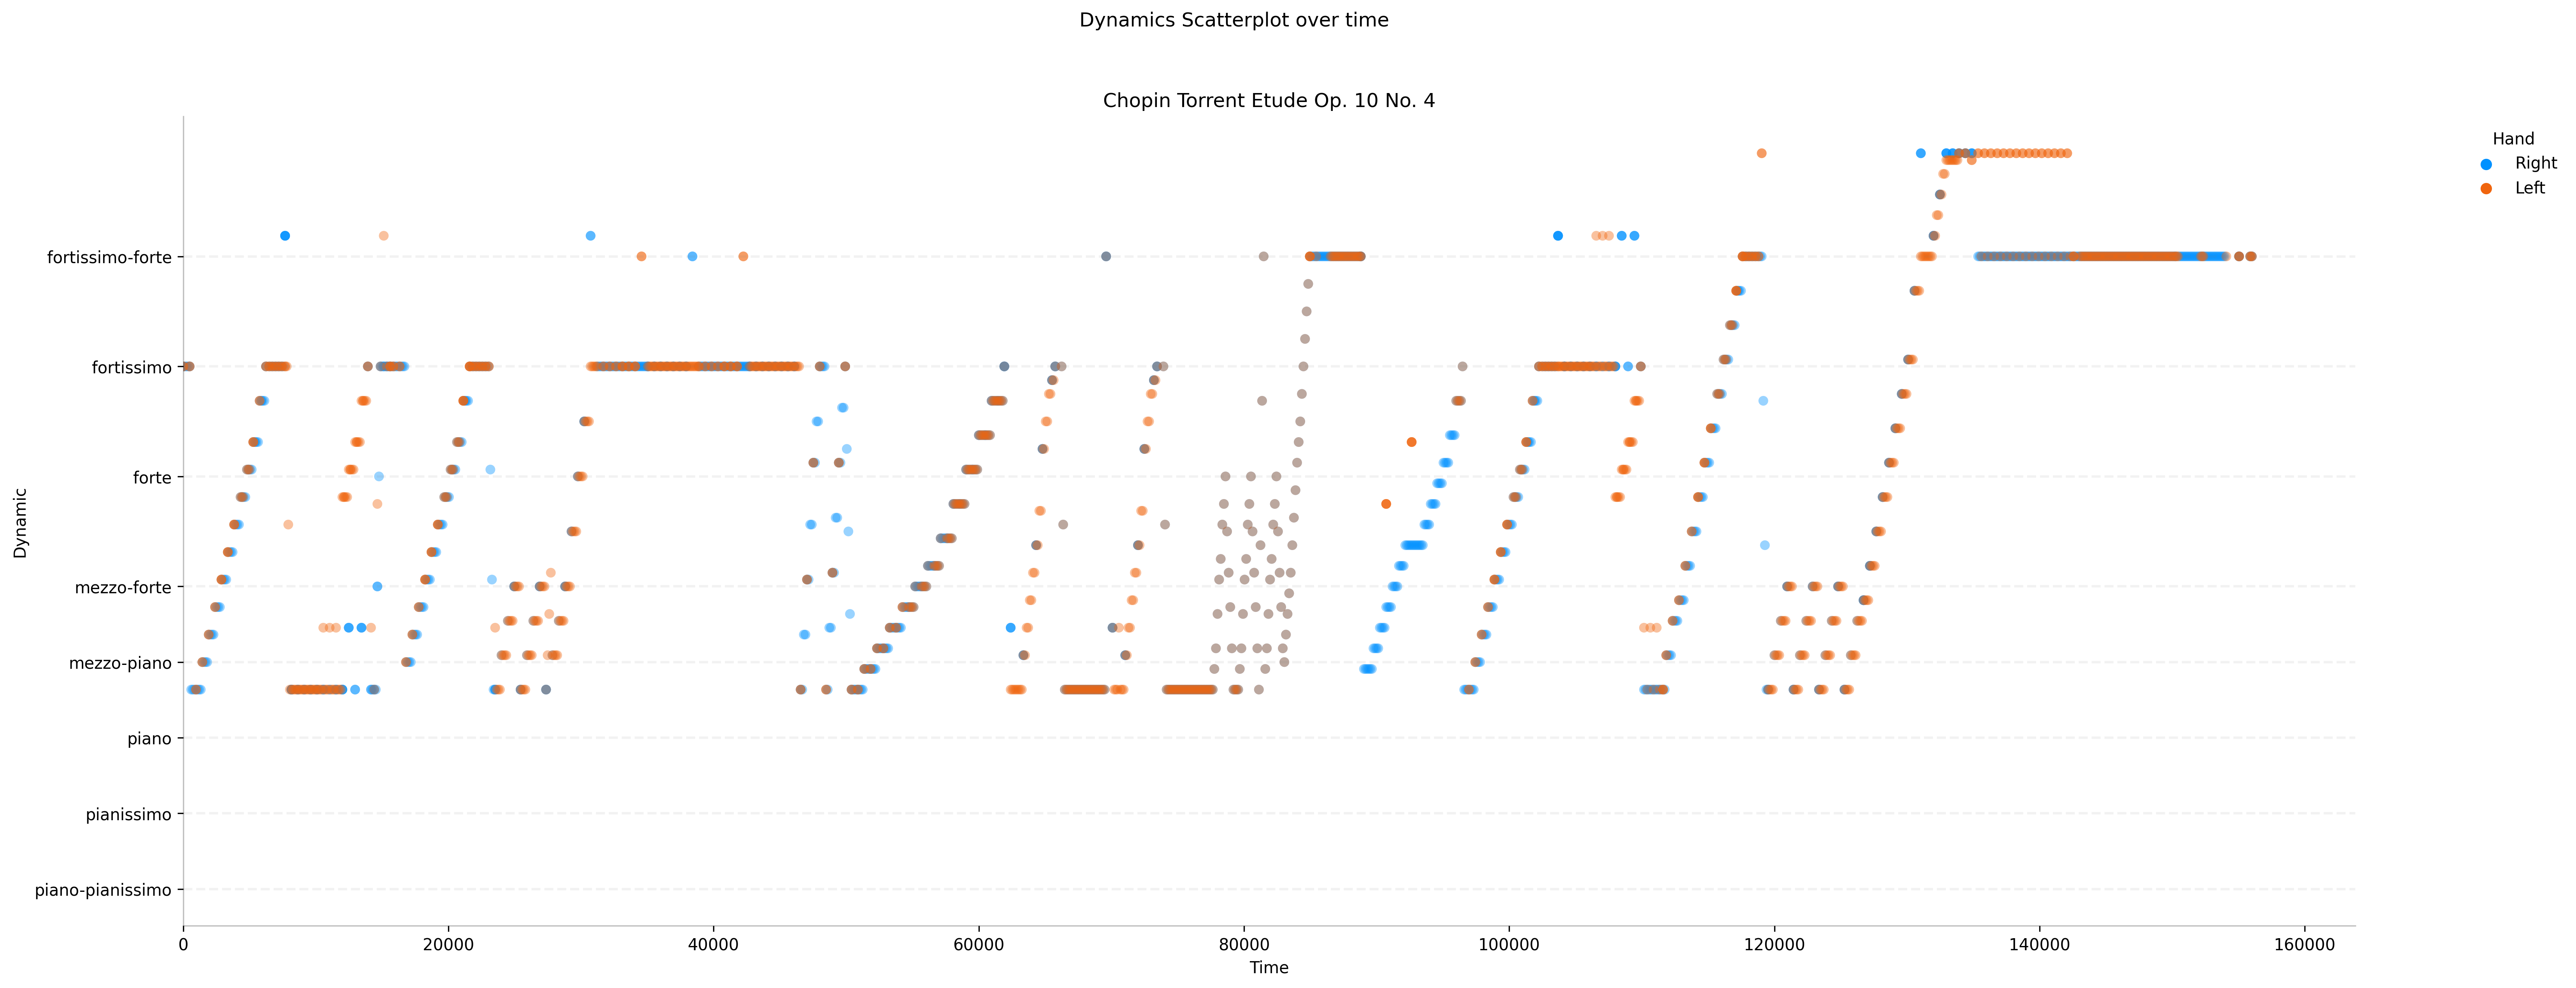 Dynamics Scatterplot over time
Chopin Torrent Etude Op. 10 No. 4
Hand
Right
Left
Dynamic
fortissimo-forte
fortissimo
forte
mezzo-forte
mezzo-piano
piano
pianissimo
piano-pianissimo
0 20000 40000 60000 80000 100000 120000 140000 160000
Time